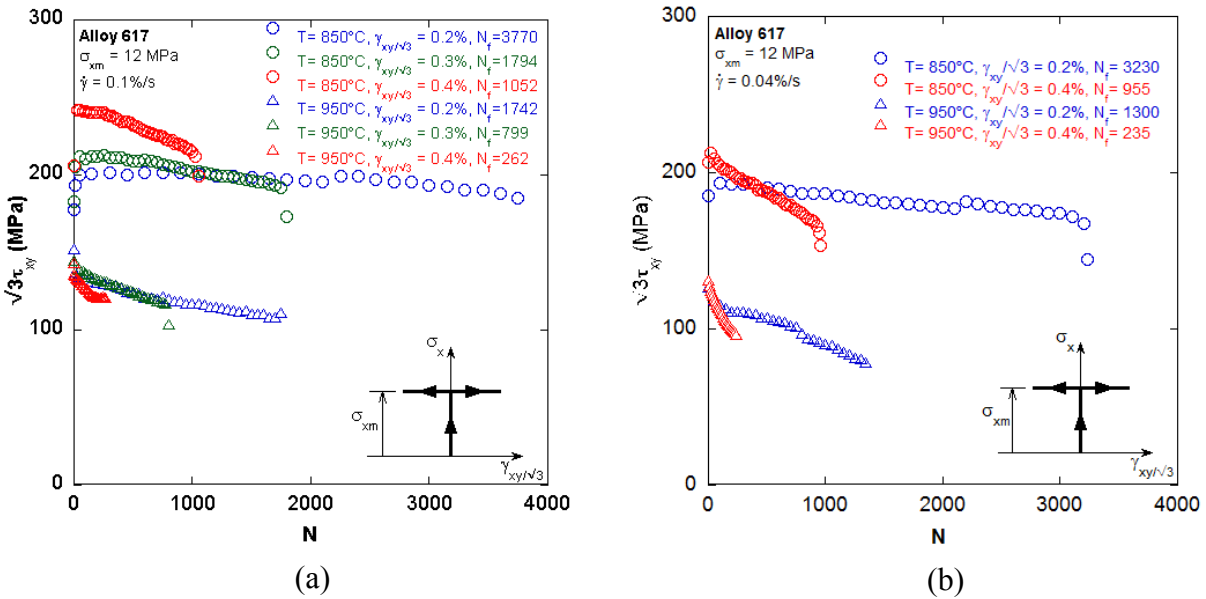 300
200
100
0
√3τxy (MPa)
Alloy 617
σxm = 12 MPa
γ̇ = 0.1%/s
T= 850°C, γxy/√3 = 0.2%, Nf=3770
T= 850°C, γxy/√3 = 0.3%, Nf=1794
T= 850°C, γxy/√3 = 0.4%, Nf=1052
T= 950°C, γxy/√3 = 0.2%, Nf=1742
T= 950°C, γxy/√3 = 0.3%, Nf=799
T= 950°C, γxy/√3 = 0.4%, Nf=262
σx
σxm
γxy/√3
0 1000 2000 3000 4000
N
(a)
300
200
100
0
√3τxy (MPa)
Alloy 617
σxm = 12 MPa
γ̇ = 0.04%/s
T= 850°C, γxy/√3 = 0.2%, Nf= 3230
T= 850°C, γxy/√3 = 0.4%, Nf= 955
T= 950°C, γxy/√3 = 0.2%, Nf= 1300
T= 950°C, γxy/√3 = 0.4%, Nf= 235
σx
σxm
γxy/√3
0 1000 2000 3000 4000
N
(b)